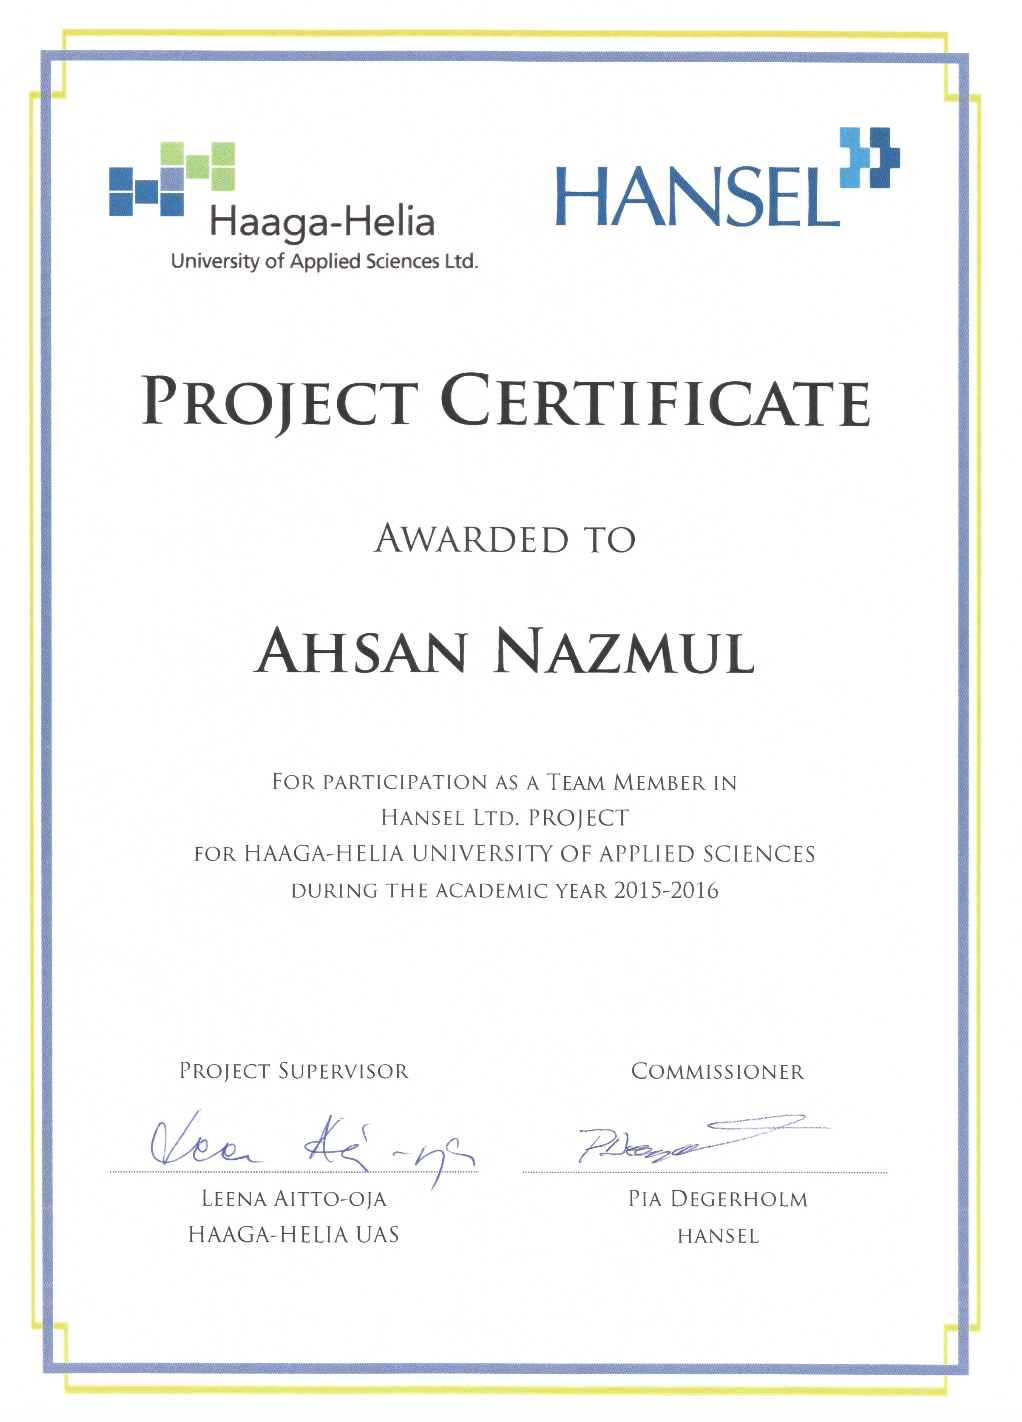 Haaga-Helia
University of Applied Sciences Ltd.
HANSEL
PROJECT CERTIFICATE
AWARDED TO
AHSAN NAZMUL
FOR PARTICIPATION AS A TEAM MEMBER IN
HANSEL LTD. PROJECT
FOR HAAGA-HELIA UNIVERSITY OF APPLIED SCIENCES
DURING THE ACADEMIC YEAR 2015-2016
PROJECT SUPERVISOR
LEENA AITTO-OJA
HAAGA-HELIA UAS
COMMISSIONER
PIA DEGERHOLM
HANSEL